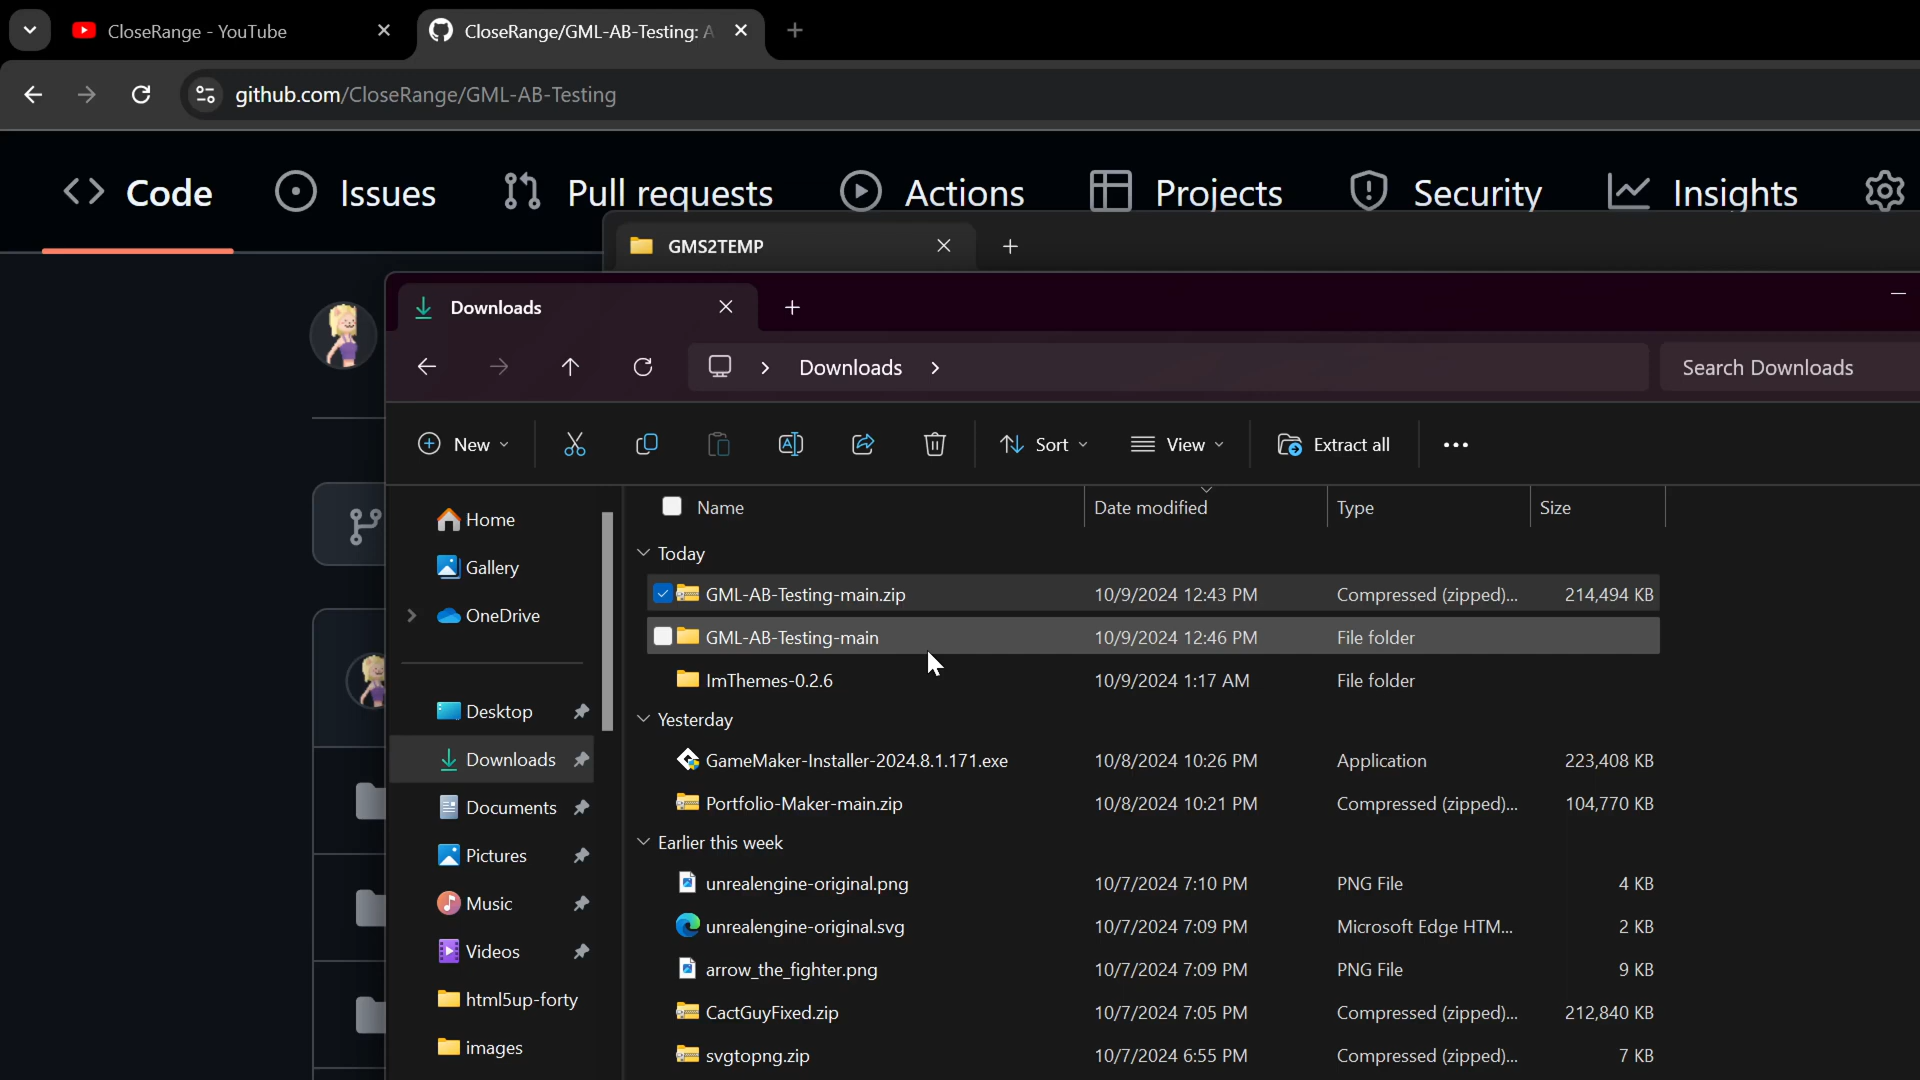 CloseRange - YouTube
CloseRange/GML-AB-Testing: A
github.com/CloseRange/GML-AB-Testing
Code Issues Pull requests Actions Projects Security Insights
GMS2TEMP
Downloads
Downloads
Search Downloads
New Sort View Extract all
Name Date modified Type Size
Home
Gallery
OneDrive
Desktop
Downloads
Documents
Pictures
Music
Videos
html5up-forty
images
Today
GML-AB-Testing-main.zip 10/9/2024 12:43 PM Compressed (zipped)... 214,494 KB
GML-AB-Testing-main 10/9/2024 12:46 PM File folder
ImThemes-0.2.6 10/9/2024 1:17 AM File folder
Yesterday
GameMaker-Installer-2024.8.1.171.exe 10/8/2024 10:26 PM Application 223,408 KB
Portfolio-Maker-main.zip 10/8/2024 10:21 PM Compressed (zipped)... 104,770 KB
Earlier this week
unrealengine-original.png 10/7/2024 7:10 PM PNG File 4 KB
unrealengine-original.svg 10/7/2024 7:09 PM Microsoft Edge HTM... 2 KB
arrow_the_fighter.png 10/7/2024 7:09 PM PNG File 9 KB
CactGuyFixed.zip 10/7/2024 7:05 PM Compressed (zipped)... 212,840 KB
svgtopng.zip 10/7/2024 6:55 PM Compressed (zipped)... 7 KB